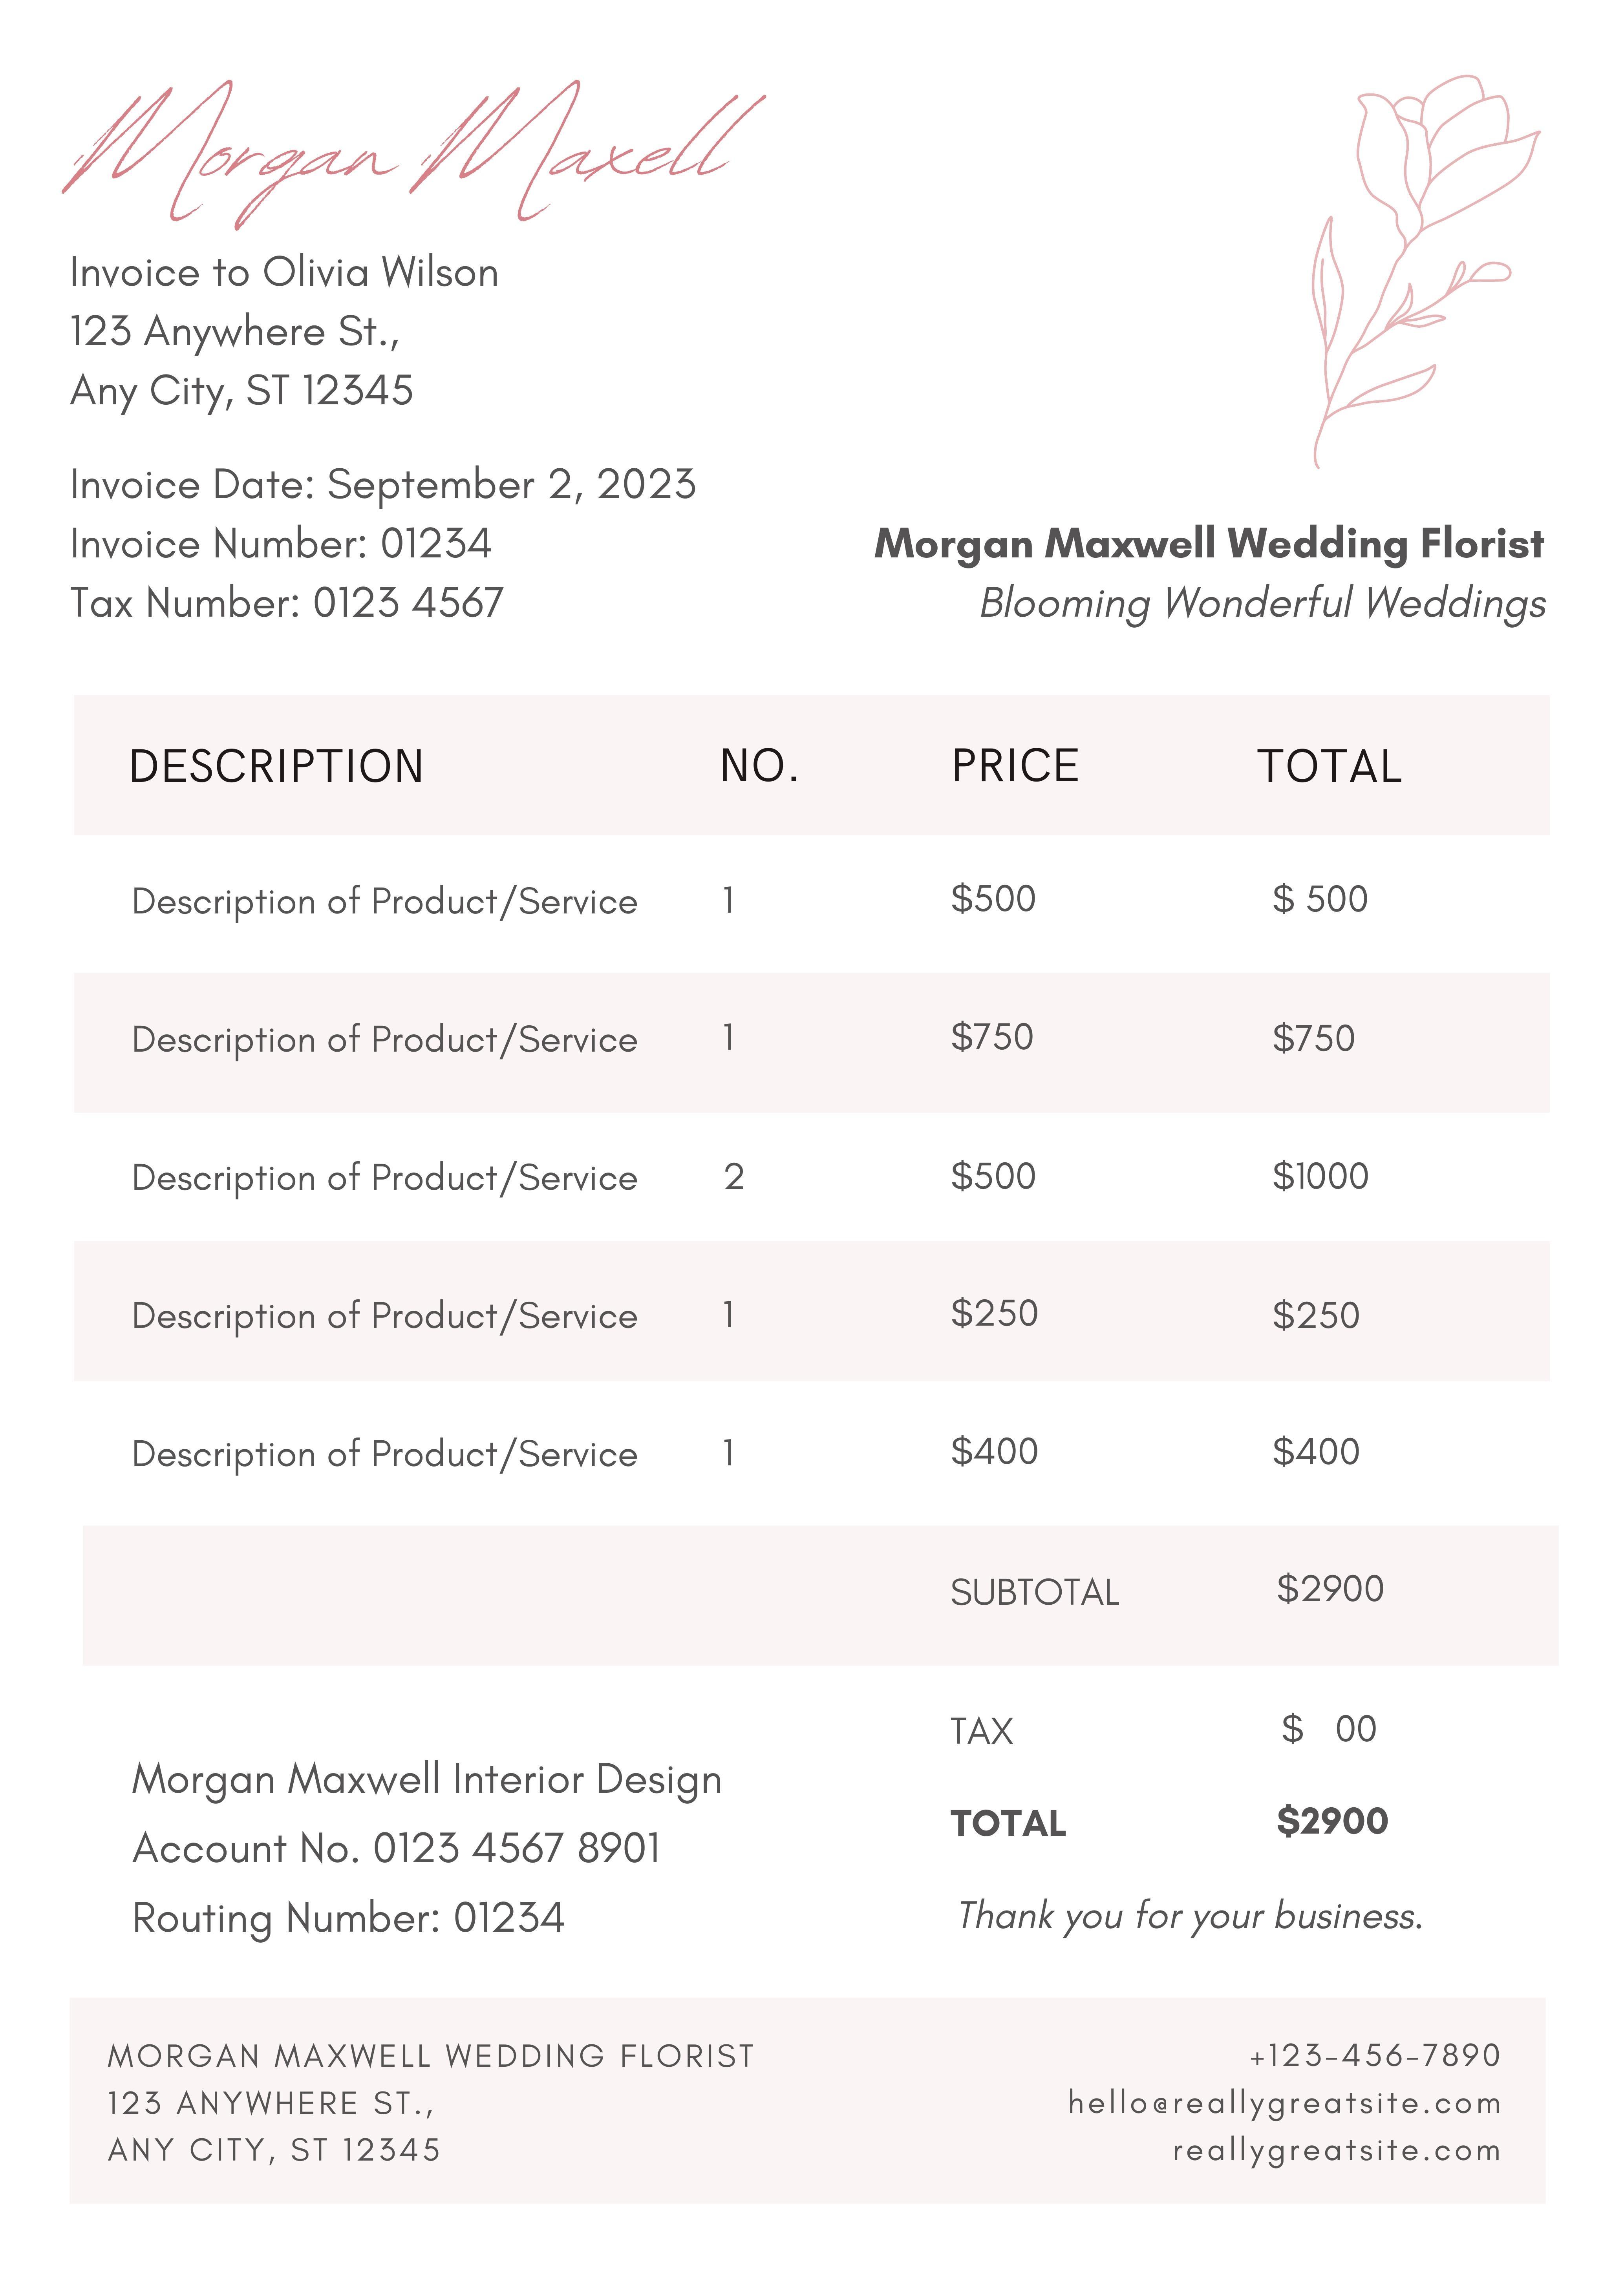 Morgan Maxell
Invoice to Olivia Wilson
123 Anywhere St.,
Any City, ST 12345
Invoice Date: September 2, 2023
Invoice Number: 01234
Tax Number: 0123 4567
Morgan Maxwell Wedding Florist
Blooming Wonderful Weddings
DESCRIPTION NO. PRICE TOTAL
Description of Product/Service 1 $500 $ 500
Description of Product/Service 1 $750 $750
Description of Product/Service 2 $500 $1000
Description of Product/Service 1 $250 $250
Description of Product/Service 1 $400 $400
SUBTOTAL $2900
TAX $ 00
TOTAL $2900
Thank you for your business.
Morgan Maxwell Interior Design
Account No. 0123 4567 8901
Routing Number: 01234
MORGAN MAXWELL WEDDING FLORIST
123 ANYWHERE ST.,
ANY CITY, ST 12345
+123-456-7890
hello@reallygreatsite.com
reallygreatsite.com